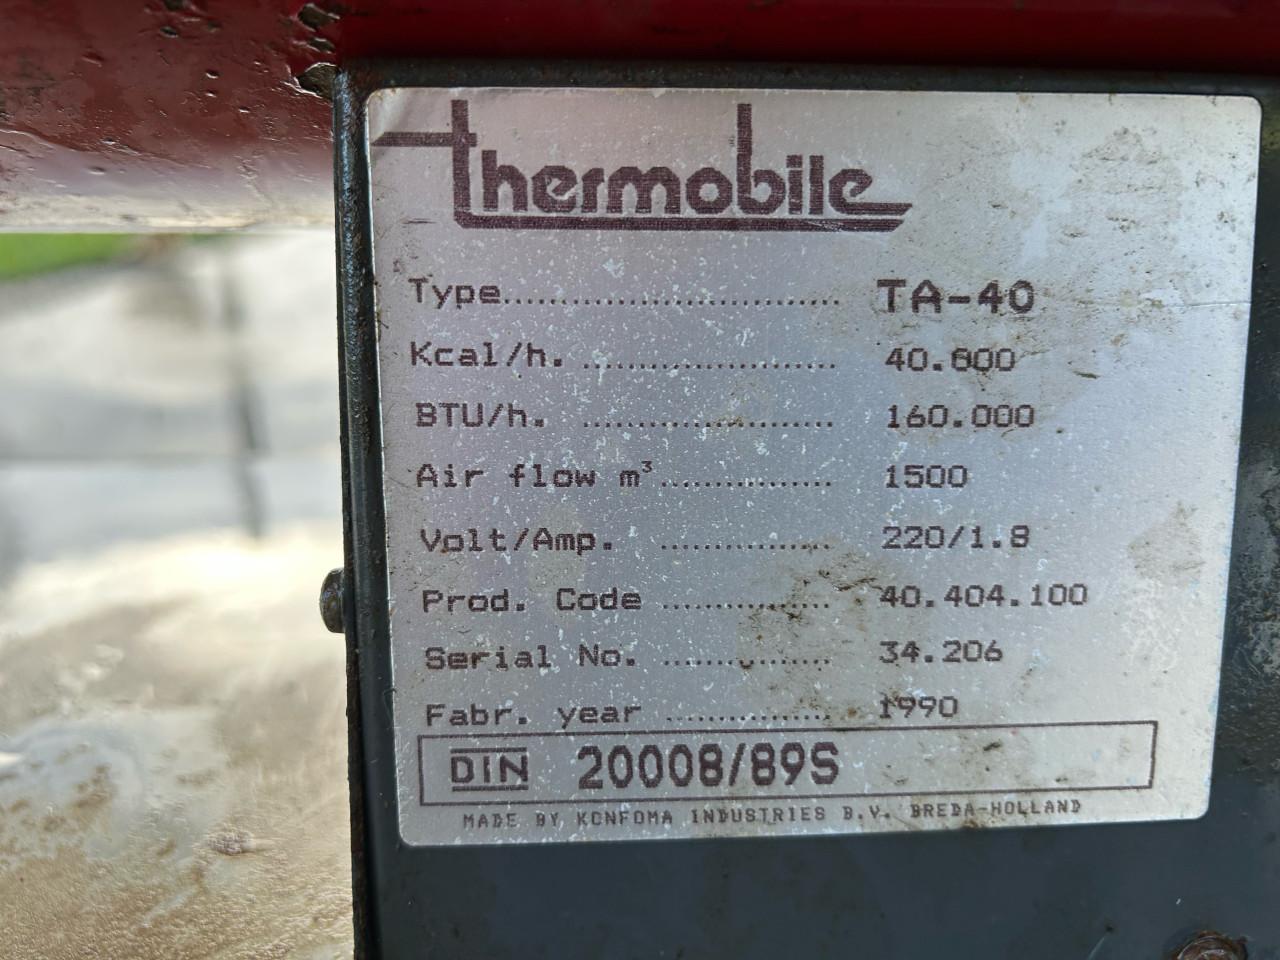 thermobile
Type.............................. TA-40
Kcal/h. ....................... 40.600
BTU/h. ....................... 160.000
Air flow m³................ 1500
Volt/Amp. ................ 220/1.8
Prod. Code ................ 40.404.100
Serial No. ................ 34.206
Fabr. year ................ 1990
DIN 20008/89S
MADE BY KONFOMA INDUSTRIES B.V. BREDA-HOLLAND